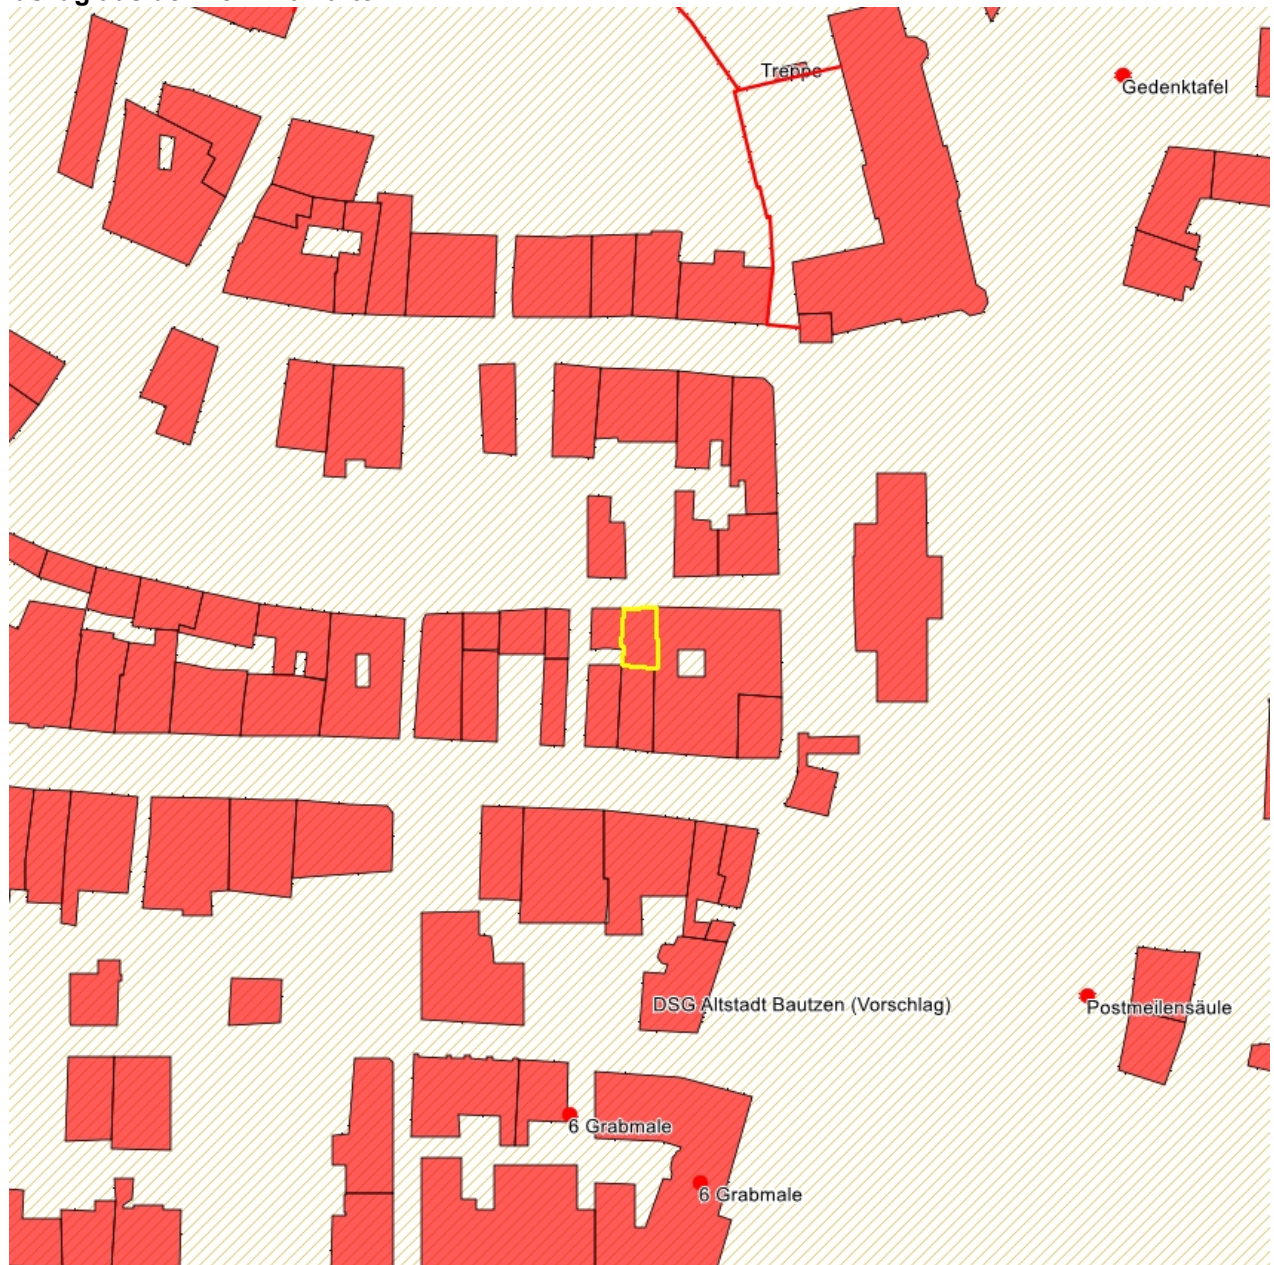 Treppe
Gedenktafel
DSG Altstadt Bautzen (Vorschlag)
Postmeilensäule
6 Grabmale
6 Grabmale